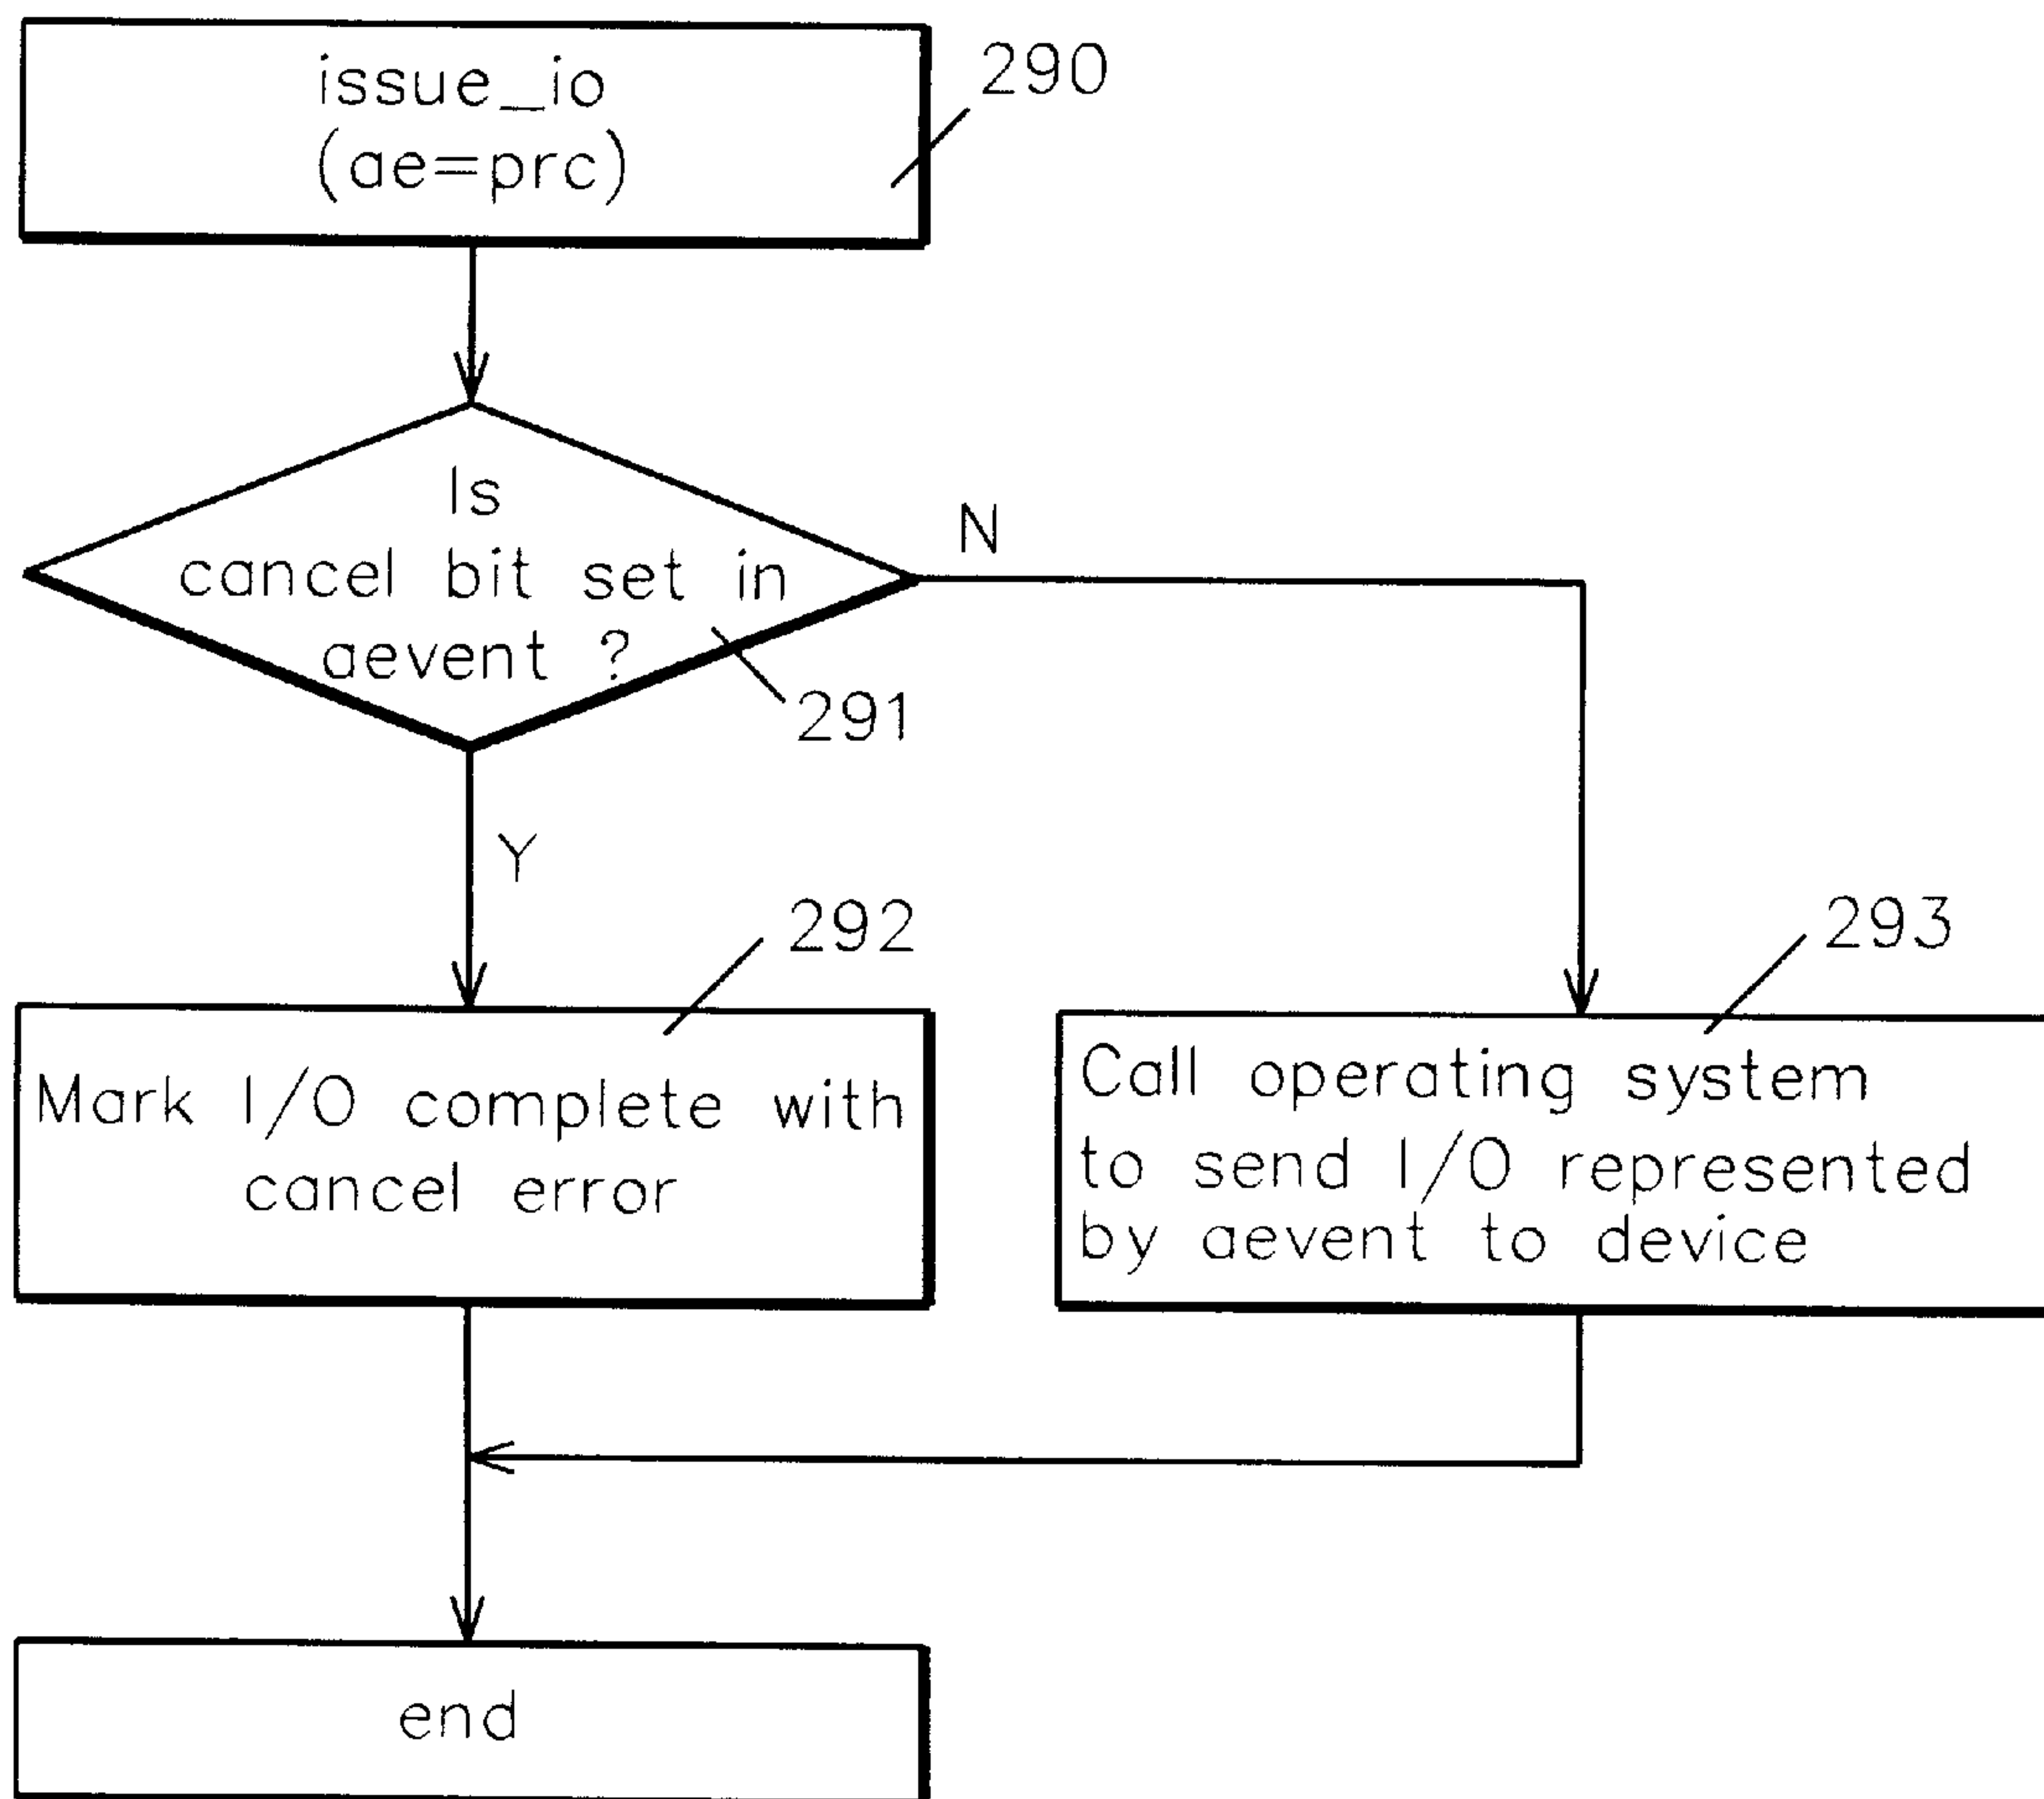 issue_io
(ae=prc)
290
Is
cancel bit set in
aevent ?
291
N
Y
292
Mark I/O complete with
cancel error
293
Call operating system
to send I/O represented
by aevent to device
end